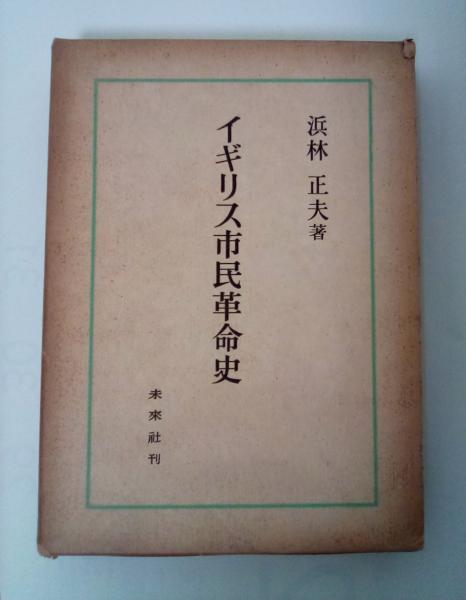 浜林 正夫著
イギリス市民革命史
未來社刊